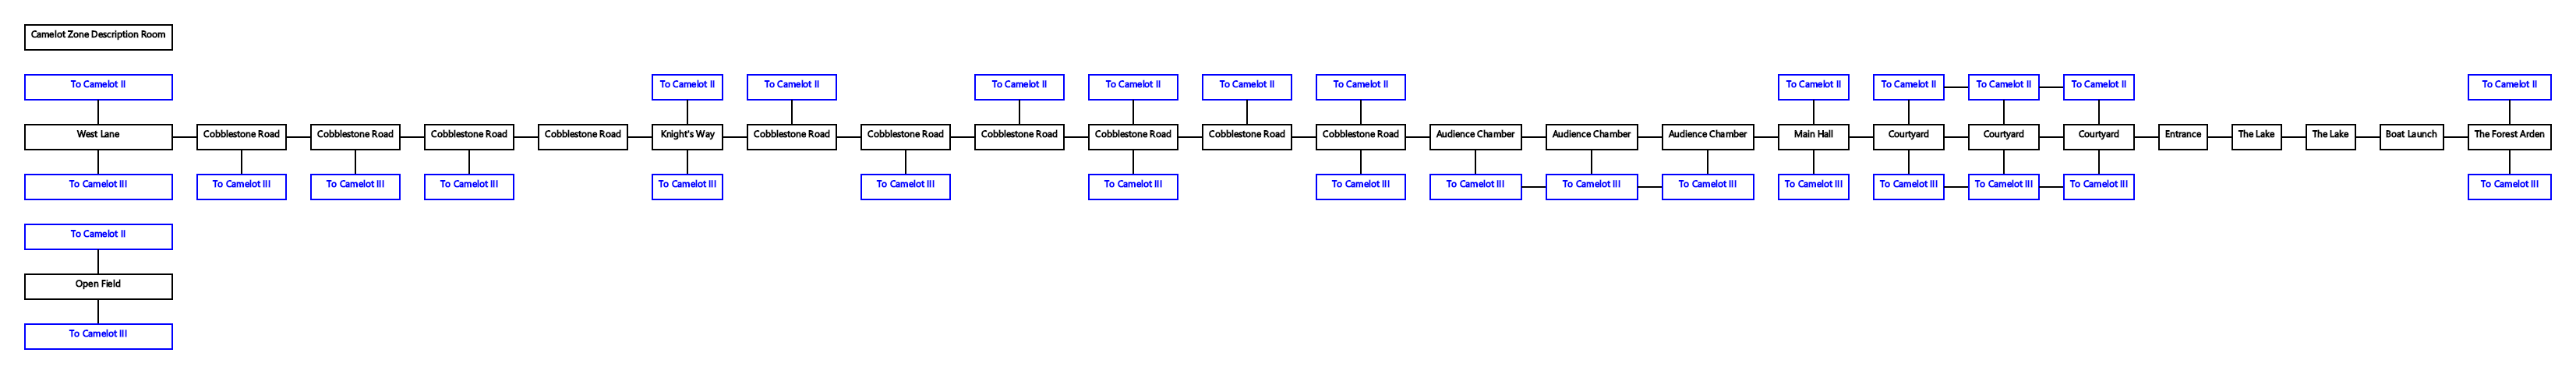 Camelot Zone Description Room
To Camelot II To Camelot II To Camelot II To Camelot II To Camelot II To Camelot II To Camelot II To Camelot II To Camelot II To Camelot II To Camelot II To Camelot II
West Lane Cobblestone Road Cobblestone Road Cobblestone Road Cobblestone Road Knight's Way Cobblestone Road Cobblestone Road Cobblestone Road Cobblestone Road Cobblestone Road Cobblestone Road Audience Chamber Audience Chamber Audience Chamber Main Hall Courtyard Courtyard Courtyard Entrance The Lake The Lake Boat Launch The Forest Arden
To Camelot III To Camelot III To Camelot III To Camelot III To Camelot III To Camelot III To Camelot III To Camelot III To Camelot III To Camelot III To Camelot III To Camelot III To Camelot III To Camelot III To Camelot III To Camelot III
To Camelot II
Open Field
To Camelot III